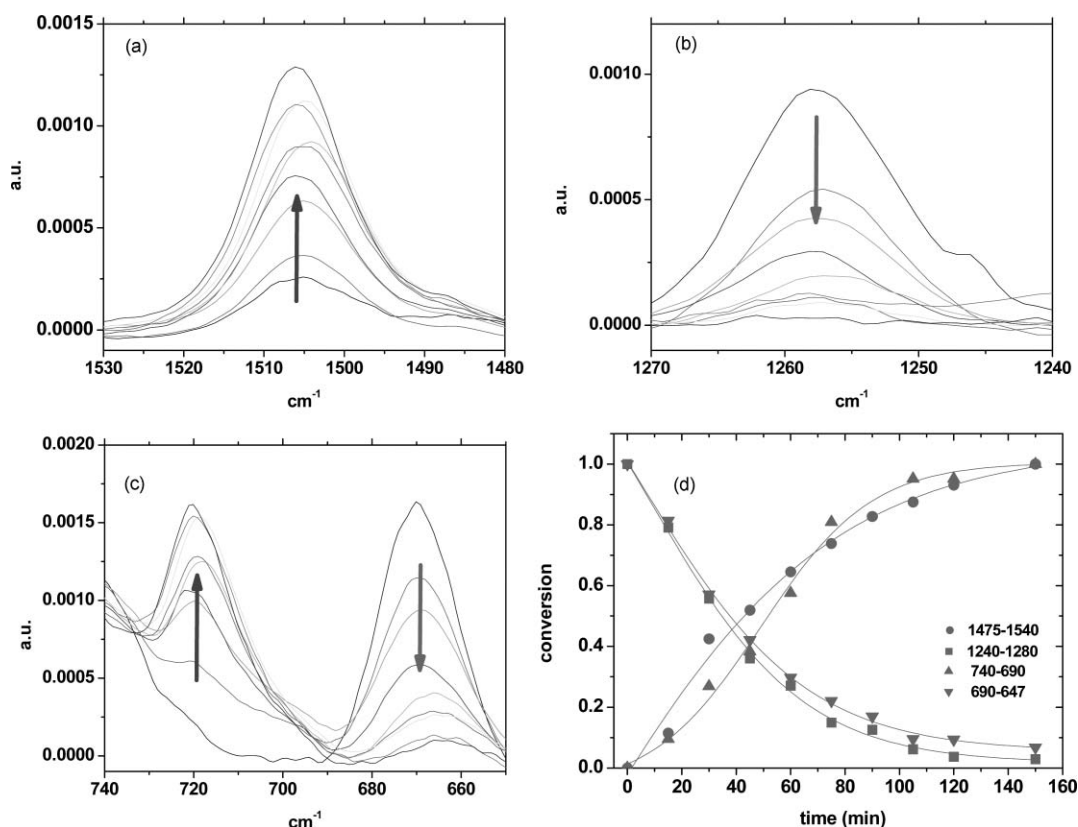 (a)
0.0015
0.0010
0.0005
0.0000
a.u.
1530 1520 1510 1500 1490 1480
cm-1
(b)
0.0010
0.0005
0.0000
a.u.
1270 1260 1250 1240
cm-1
(c)
0.0020
0.0015
0.0010
0.0005
0.0000
a.u.
740 720 700 680 660
cm-1
(d)
1.0
0.8
0.6
0.4
0.2
0.0
conversion
1475-1540
1240-1280
740-690
690-647
0 20 40 60 80 100 120 140 160
time (min)